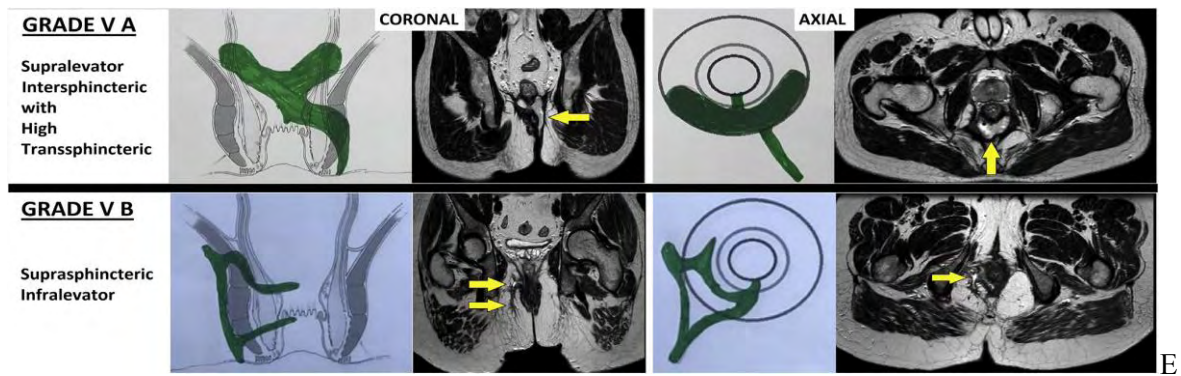 GRADE V A
CORONAL
AXIAL
Supralevator
Intersphincteric
with
High
Transsphincteric
GRADE V B
Suprasphincteric
Infralevator
E